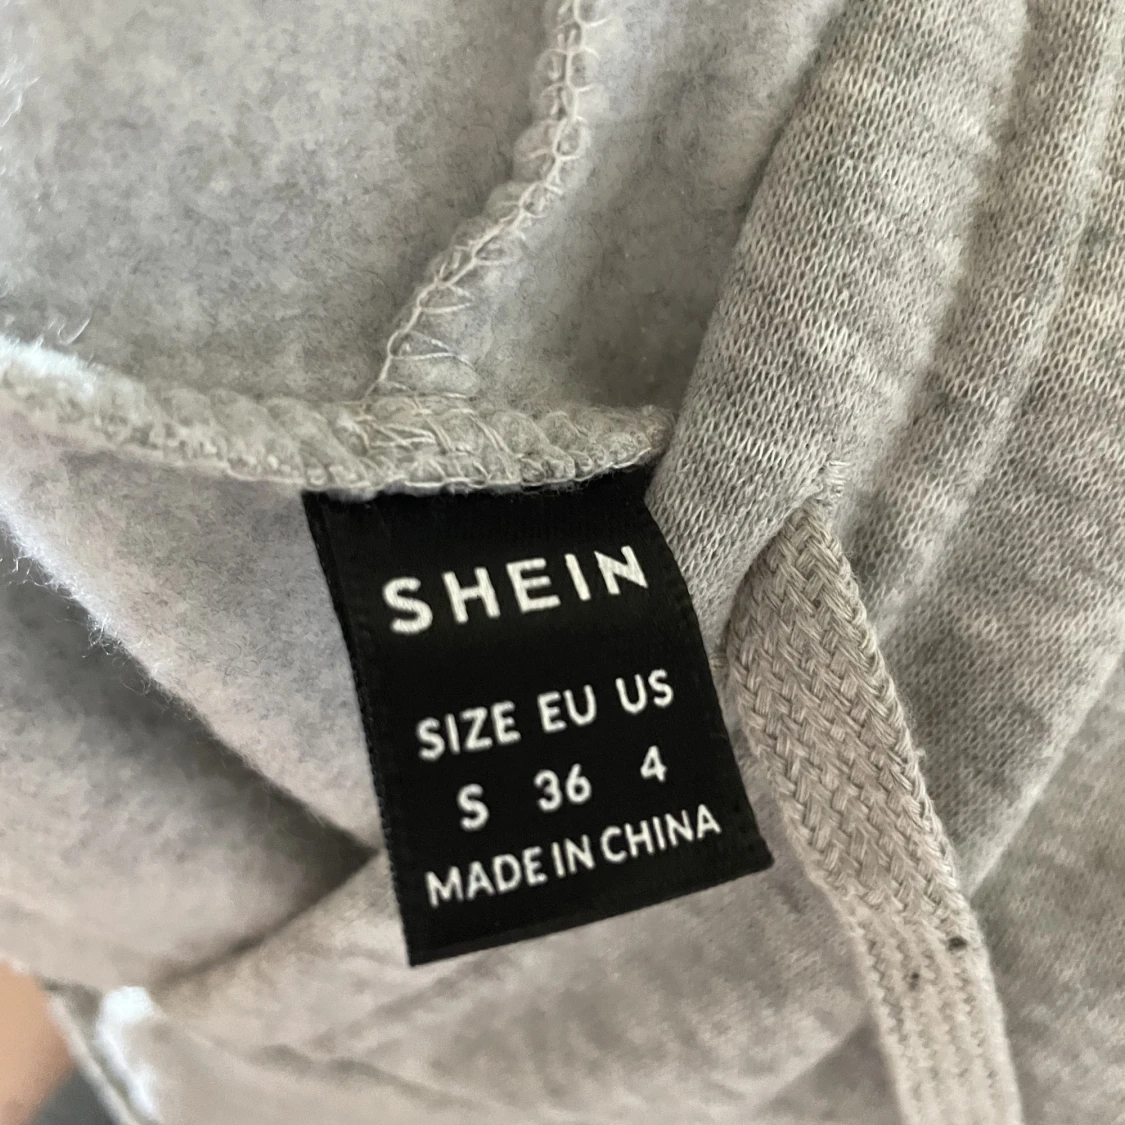 SHEIN
SIZE EU US
S 36 4
MADE IN CHINA